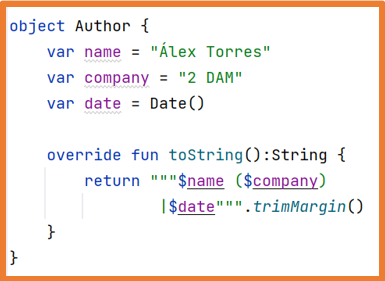 object Author {
    var name = "Álex Torres"
    var company = "2 DAM"
    var date = Date()

    override fun toString():String {
        return """$name ($company)
                |$date""".trimMargin()
    }
}